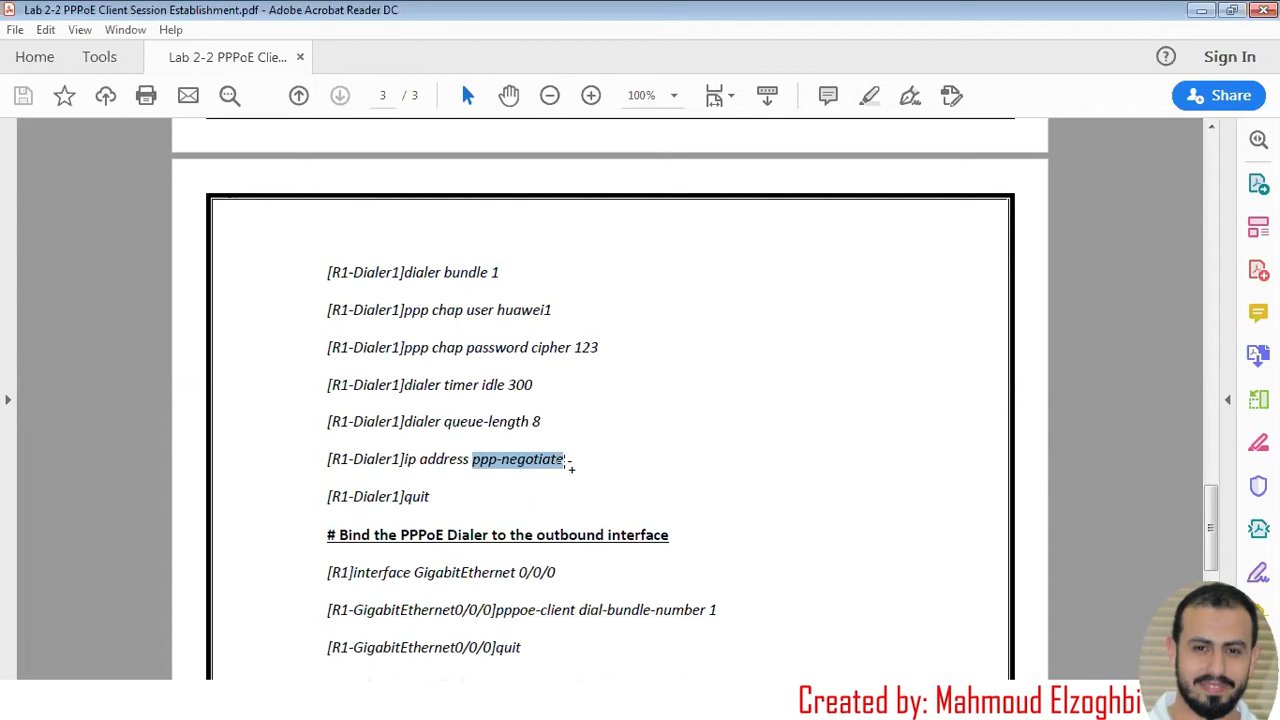 Lab 2-2 PPPoE Client Session Establishment.pdf - Adobe Acrobat Reader DC
File Edit View Window Help
Home Tools Lab 2-2 PPPoE Clie... Sign In
3 / 3 100% Share
[R1-Dialer1]dialer bundle 1
[R1-Dialer1]ppp chap user huawei1
[R1-Dialer1]ppp chap password cipher 123
[R1-Dialer1]dialer timer idle 300
[R1-Dialer1]dialer queue-length 8
[R1-Dialer1]ip address ppp-negotiate
[R1-Dialer1]quit
# Bind the PPPoE Dialer to the outbound interface
[R1]interface GigabitEthernet 0/0/0
[R1-GigabitEthernet0/0/0]pppoe-client dial-bundle-number 1
[R1-GigabitEthernet0/0/0]quit
Created by: Mahmoud Elzoghbi